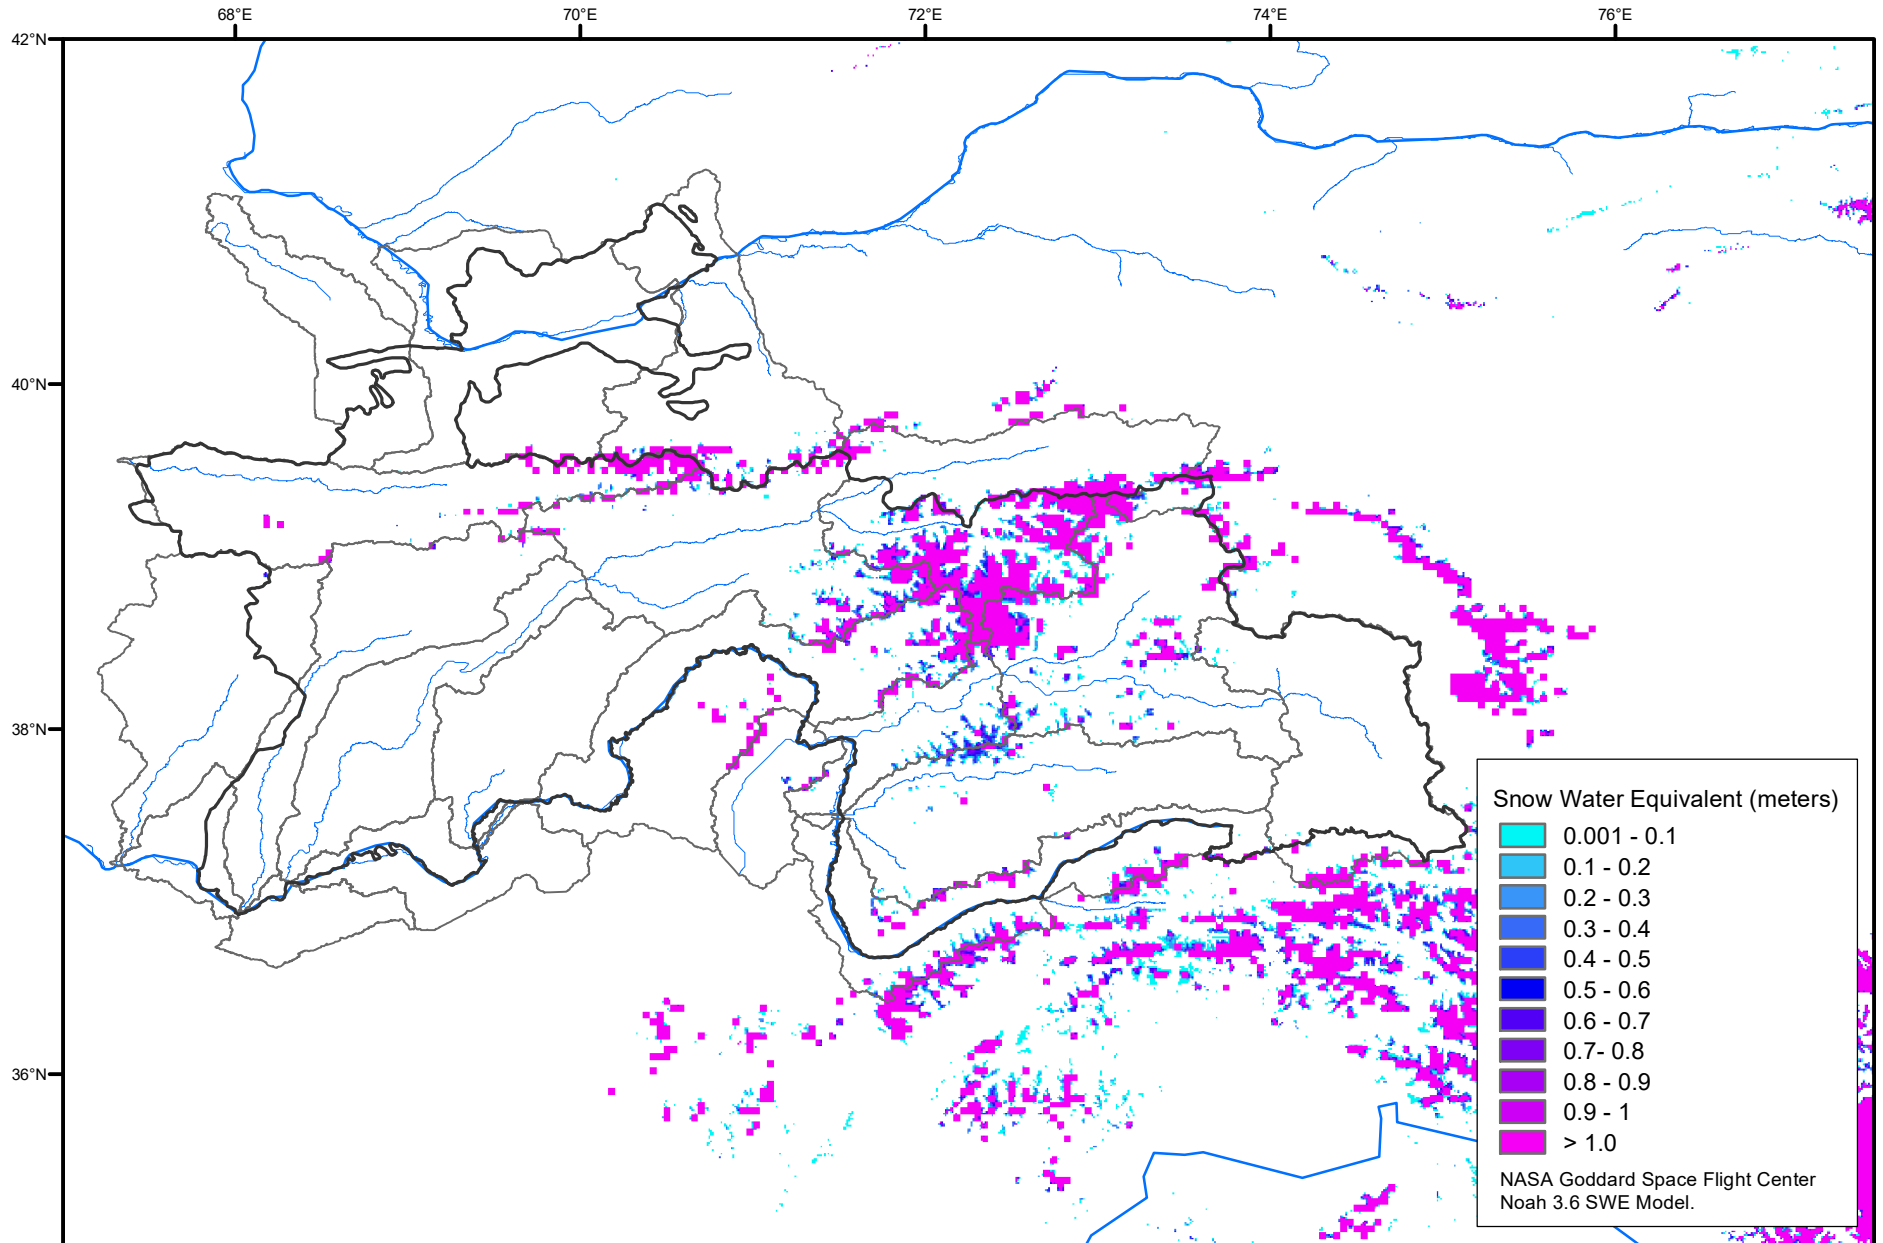 68°E 70°E 72°E 74°E 76°E
42°N
40°N
38°N
36°N
Snow Water Equivalent (meters)
0.001 - 0.1
0.1 - 0.2
0.2 - 0.3
0.3 - 0.4
0.4 - 0.5
0.5 - 0.6
0.6 - 0.7
0.7- 0.8
0.8 - 0.9
0.9 - 1
> 1.0
NASA Goddard Space Flight Center
Noah 3.6 SWE Model.